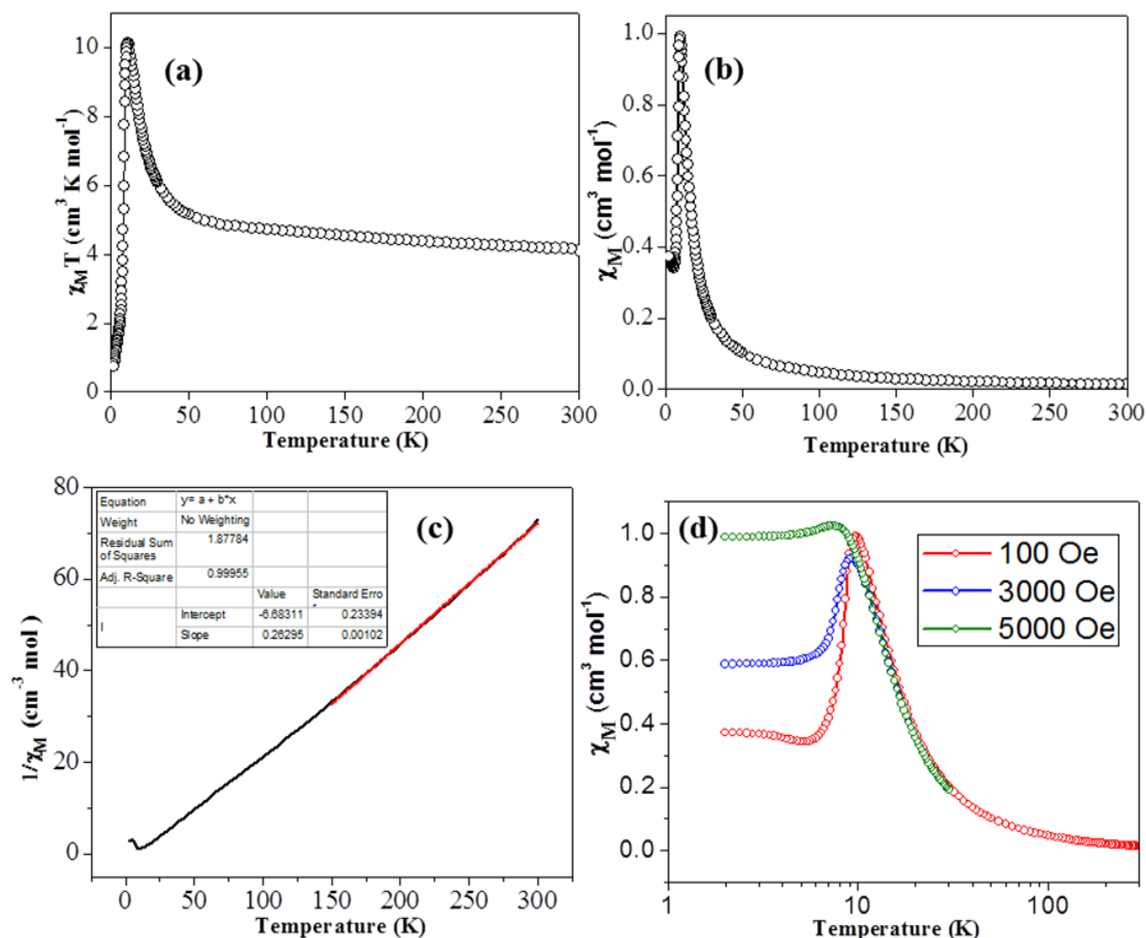 (a)
χMT (cm3 K mol-1)
10
8
6
4
2
0
0 50 100 150 200 250 300
Temperature (K)
(b)
χM (cm3 mol-1)
1.0
0.8
0.6
0.4
0.2
0.0
0 50 100 150 200 250 300
Temperature (K)
(c)
1/χM (cm-3 mol)
80
60
40
20
0
Equation y= a + b*x
Weight No Weighting
Residual Sum of Squares 1.87784
Adj. R-Square 0.99955
Value Standard Erro
r
I Intercept -6.68311 0.23394
Slope 0.26295 0.00102
0 50 100 150 200 250 300
Temperature (K)
(d)
χM (cm3 mol-1)
1.0
0.8
0.6
0.4
0.2
0.0
100 Oe
3000 Oe
5000 Oe
1 10 100
Temperature (K)